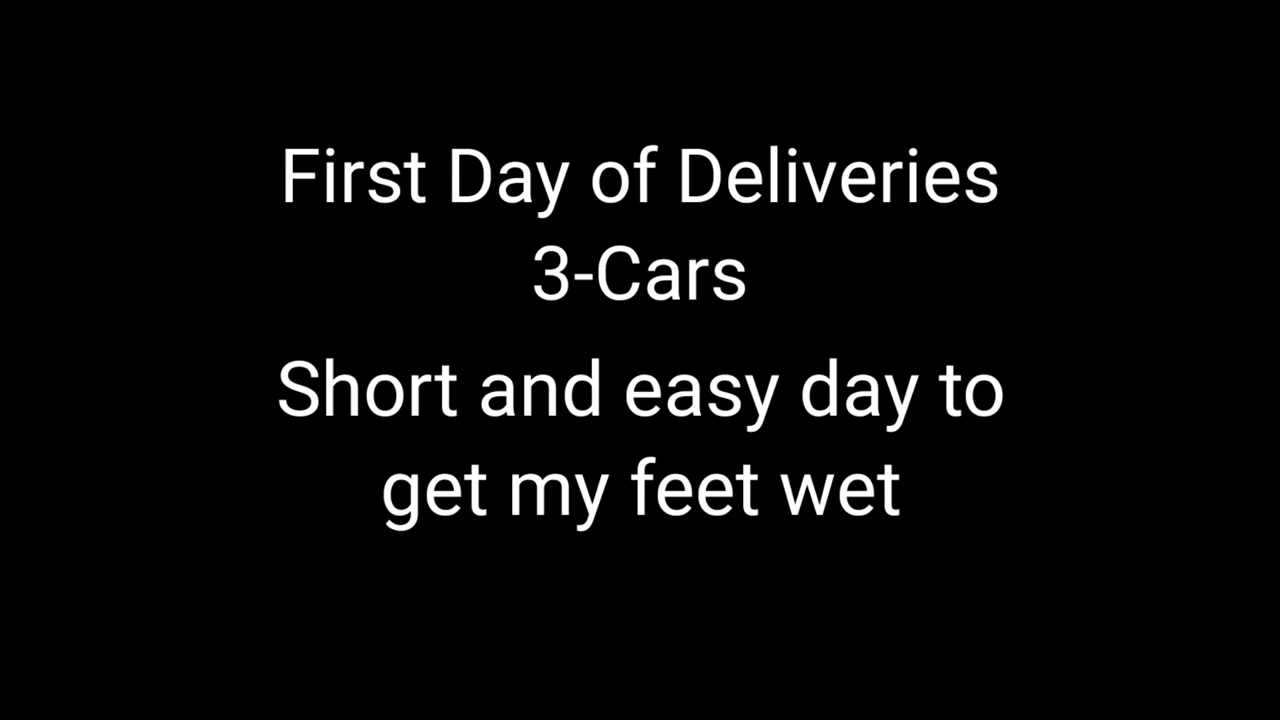 First Day of Deliveries
3-Cars
Short and easy day to
get my feet wet